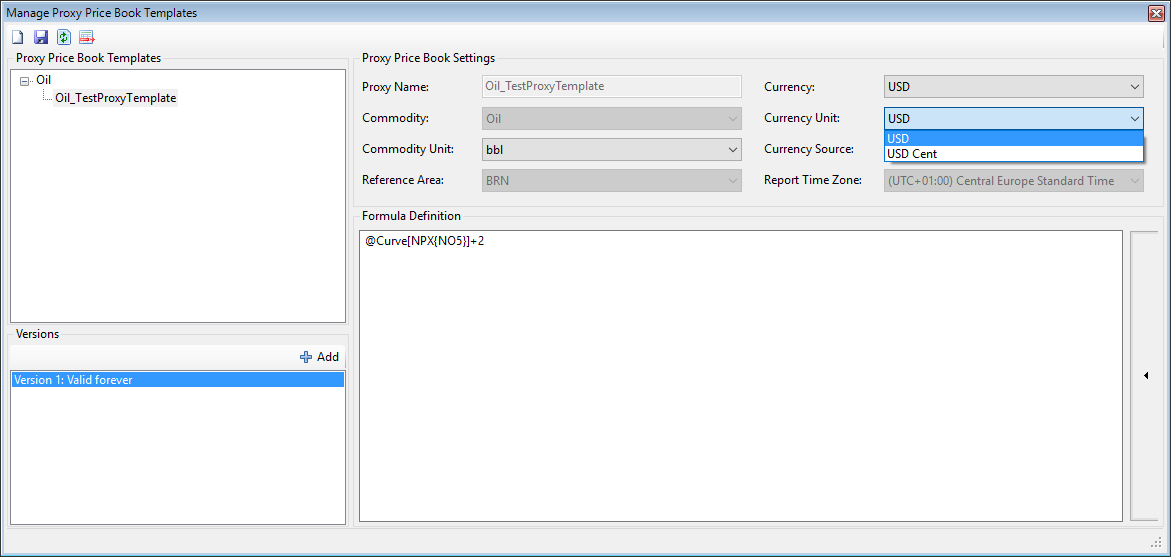 Manage Proxy Price Book Templates
Proxy Price Book Templates
Oil
Oil_TestProxyTemplate
Versions
Add
Version 1: Valid forever
Proxy Price Book Settings
Proxy Name: Oil_TestProxyTemplate
Currency: USD
Commodity: Oil
Currency Unit: USD
USD
USD Cent
Commodity Unit: bbl
Currency Source:
Reference Area: BRN
Report Time Zone: (UTC+01:00) Central Europe Standard Time
Formula Definition
@Curve[NPX{NO5}]+2